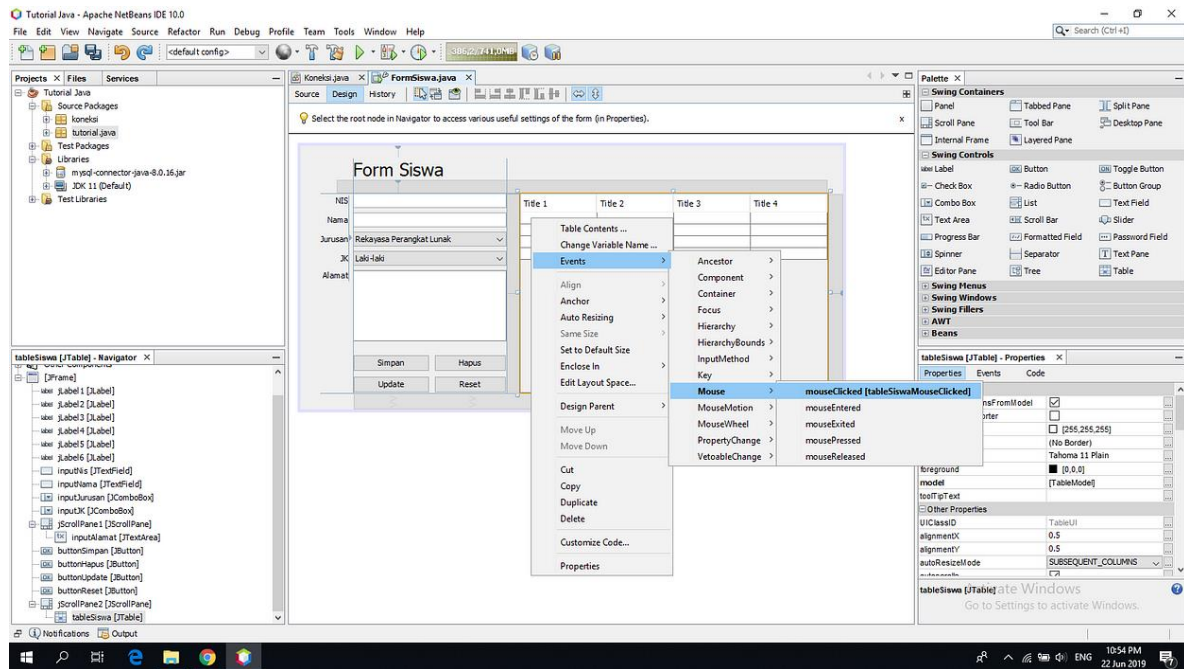 Tutorial Java - Apache NetBeans IDE 10.0
File Edit View Navigate Source Refactor Run Debug Profile Team Tools Window Help
Search (Ctrl+I)
<default config>
386,2/741,0MB
Projects Files Services
Tutorial Java
Source Packages
koneksi
tutorial.java
Test Packages
Libraries
mysql-connector-java-8.0.16.jar
JDK 11 (Default)
Test Libraries
Koneksi.java FormSiswa.java
Source Design History
Select the root node in Navigator to access various useful settings of the form (in Properties).
Form Siswa
NIS
Nama
Jurusan Rekayasa Perangkat Lunak
JK Laki-laki
Alamat
Simpan Hapus
Update Reset
Title 1 Title 2 Title 3 Title 4
Table Contents ...
Change Variable Name ...
Events
Align
Anchor
Auto Resizing
Same Size
Set to Default Size
Enclose In
Edit Layout Space...
Design Parent
Move Up
Move Down
Cut
Copy
Duplicate
Delete
Customize Code...
Properties
Ancestor
Component
Container
Focus
Hierarchy
HierarchyBounds
InputMethod
Key
Mouse
MouseMotion
MouseWheel
PropertyChange
VetoableChange
mouseClicked [tableSiswaMouseClicked]
mouseEntered
mouseExited
mousePressed
mouseReleased
Palette
Swing Containers
Panel Tabbed Pane Split Pane
Scroll Pane Tool Bar Desktop Pane
Internal Frame Layered Pane
Swing Controls
label Label Button Toggle Button
Check Box Radio Button Button Group
Combo Box List Text Field
Text Area Scroll Bar Slider
Progress Bar Formatted Field Password Field
Spinner Separator Text Pane
Editor Pane Tree Table
Swing Menus
Swing Windows
Swing Fillers
AWT
Beans
tableSiswa [JTable] - Navigator
Other Components
[JFrame]
jLabel1 [JLabel]
jLabel2 [JLabel]
jLabel3 [JLabel]
jLabel4 [JLabel]
jLabel5 [JLabel]
jLabel6 [JLabel]
inputNis [JTextField]
inputNama [JTextField]
inputJurusan [JComboBox]
inputJK [JComboBox]
jScrollPane1 [JScrollPane]
inputAlamat [JTextArea]
buttonSimpan [JButton]
buttonHapus [JButton]
buttonUpdate [JButton]
buttonReset [JButton]
jScrollPane2 [JScrollPane]
tableSiswa [JTable]
tableSiswa [JTable] - Properties
Properties Events Code
nsFromModel
orter
[255,255,255]
(No Border)
Tahoma 11 Plain
foreground [0,0,0]
model [TableModel]
toolTipText
Other Properties
UIClassID TableUI
alignmentX 0.5
alignmentY 0.5
autoResizeMode SUBSEQUENT_COLUMNS
tableSiswa [JTable]
Activate Windows
Go to Settings to activate Windows.
Notifications Output
ENG
10:54 PM
22 Jun 2019